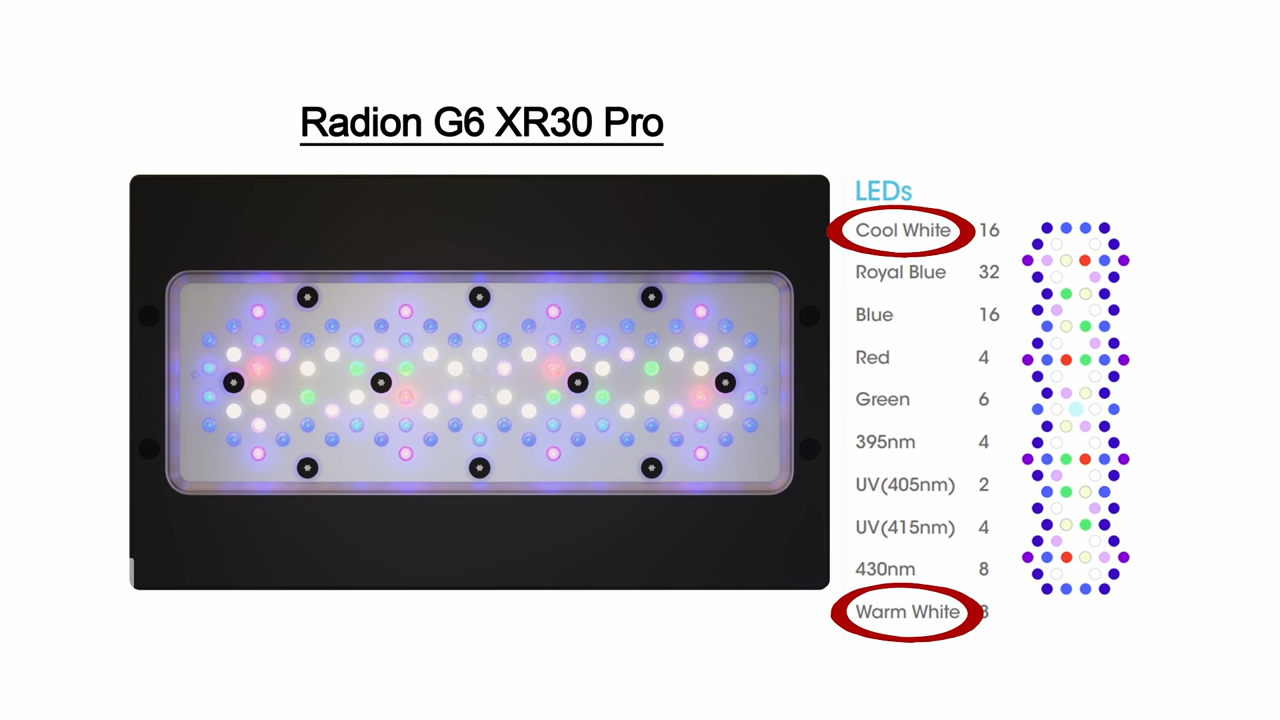 Radion G6 XR30 Pro
LEDs
Cool White 16
Royal Blue 32
Blue 16
Red 4
Green 6
395nm 4
UV(405nm) 2
UV(415nm) 4
430nm 8
Warm White